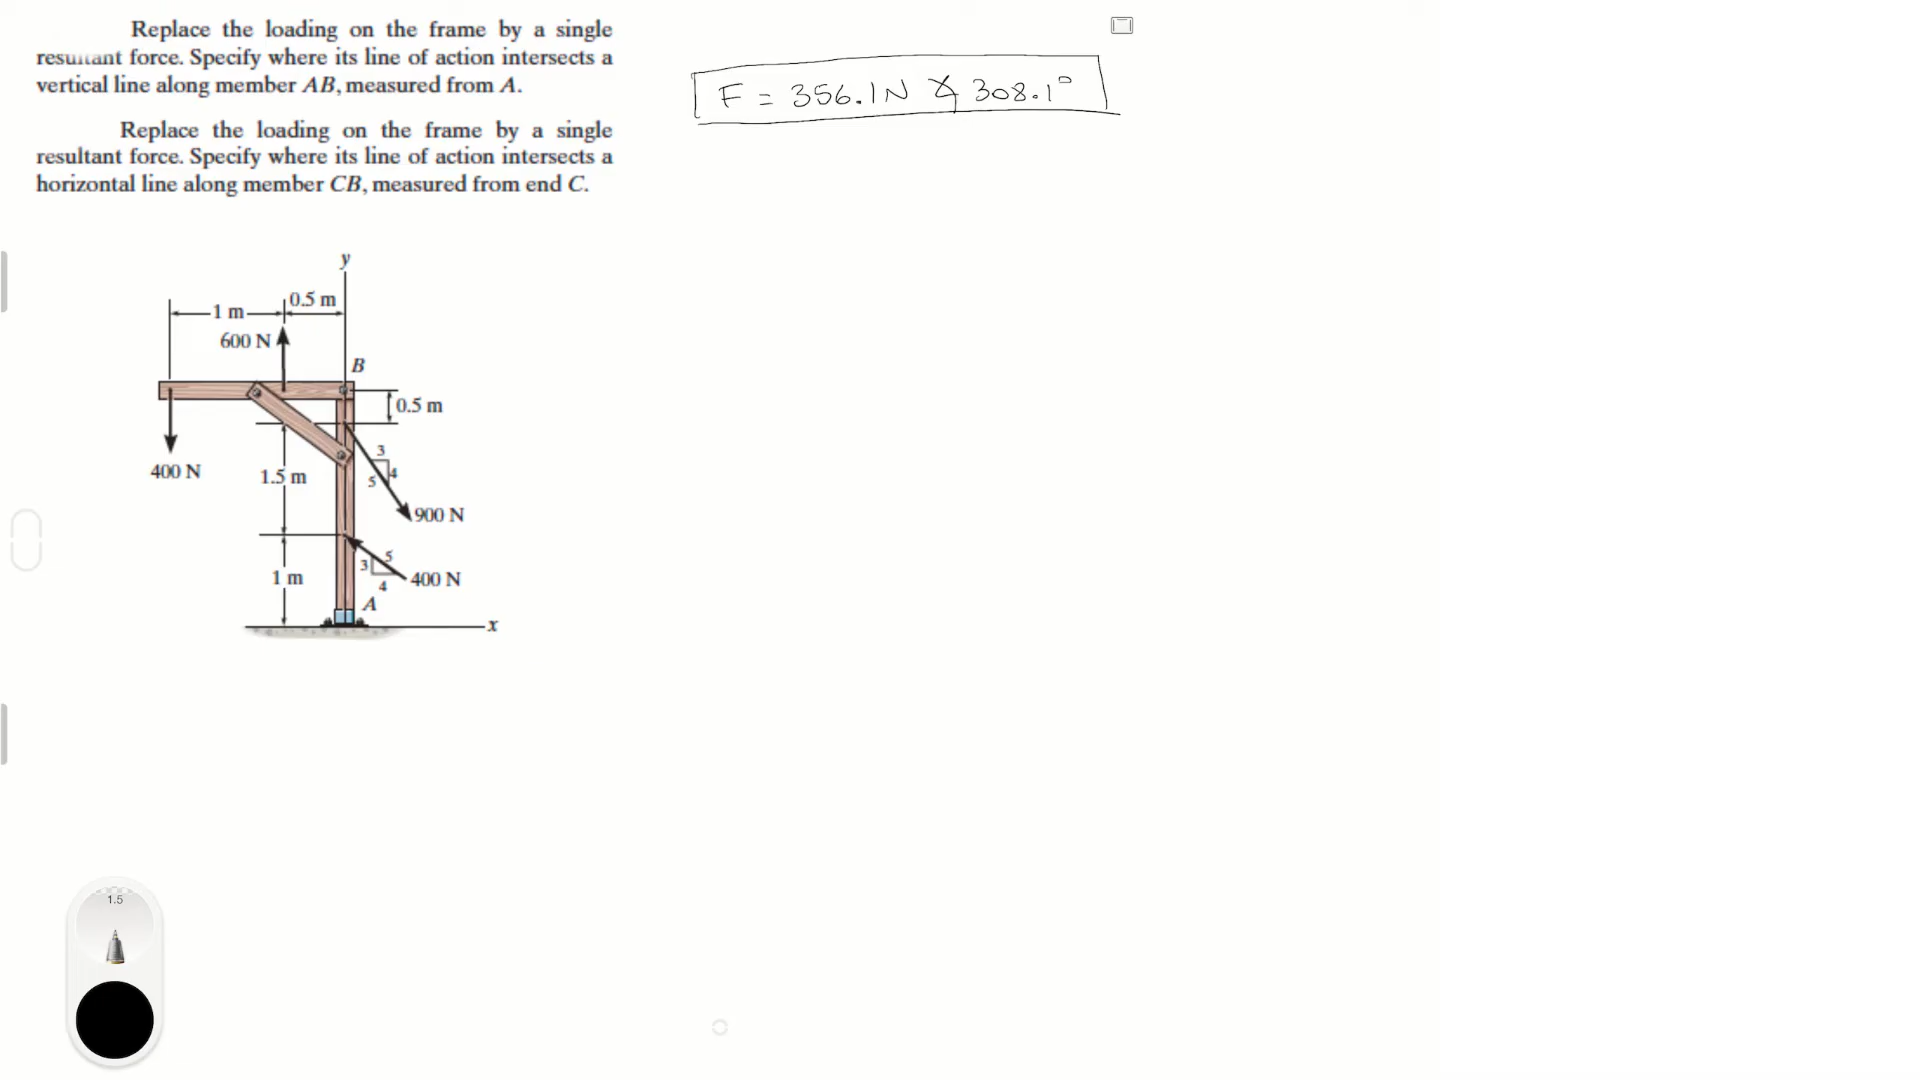 Replace the loading on the frame by a single
resultant force. Specify where its line of action intersects a
vertical line along member AB, measured from A.
Replace the loading on the frame by a single
resultant force. Specify where its line of action intersects a
horizontal line along member CB, measured from end C.
F = 356.1N ∡ 308.1°
y
1 m
0.5 m
600 N
B
0.5 m
400 N
1.5 m
3
4
5
900 N
1 m
3
5
4
400 N
A
x
1.5